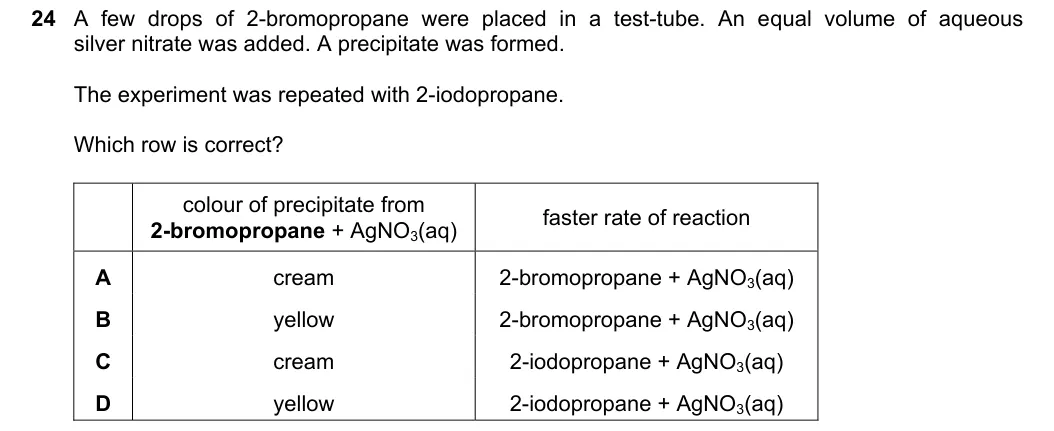 24 A few drops of 2-bromopropane were placed in a test-tube. An equal volume of aqueous
silver nitrate was added. A precipitate was formed.
The experiment was repeated with 2-iodopropane.
Which row is correct?
colour of precipitate from
2-bromopropane + AgNO₃(aq)
faster rate of reaction
A cream 2-bromopropane + AgNO₃(aq)
B yellow 2-bromopropane + AgNO₃(aq)
C cream 2-iodopropane + AgNO₃(aq)
D yellow 2-iodopropane + AgNO₃(aq)